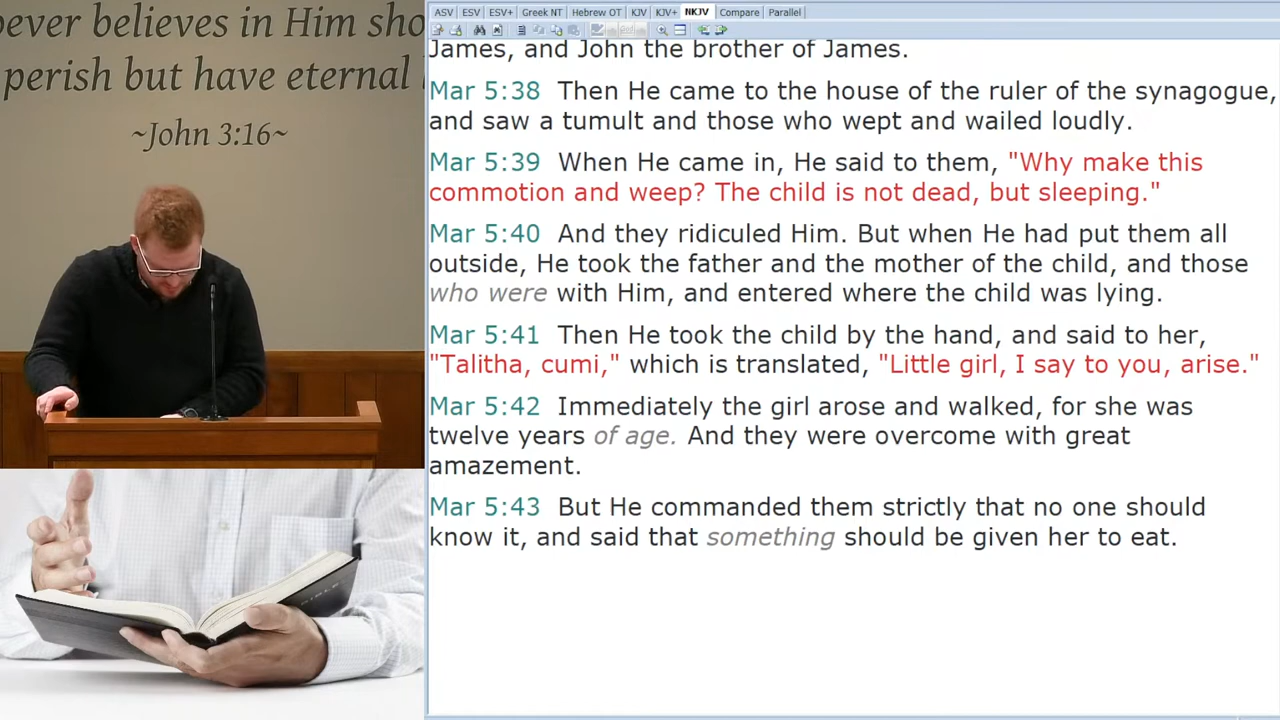 oever believes in Him sho
perish but have eternal
~John 3:16~
ASV ESV ESV+ Greek NT Hebrew OT KJV KJV+ NKJV Compare Parallel
James, and John the brother of James.
Mar 5:38 Then He came to the house of the ruler of the synagogue,
and saw a tumult and those who wept and wailed loudly.
Mar 5:39 When He came in, He said to them, "Why make this
commotion and weep? The child is not dead, but sleeping."
Mar 5:40 And they ridiculed Him. But when He had put them all
outside, He took the father and the mother of the child, and those
who were with Him, and entered where the child was lying.
Mar 5:41 Then He took the child by the hand, and said to her,
"Talitha, cumi," which is translated, "Little girl, I say to you, arise."
Mar 5:42 Immediately the girl arose and walked, for she was
twelve years of age. And they were overcome with great
amazement.
Mar 5:43 But He commanded them strictly that no one should
know it, and said that something should be given her to eat.